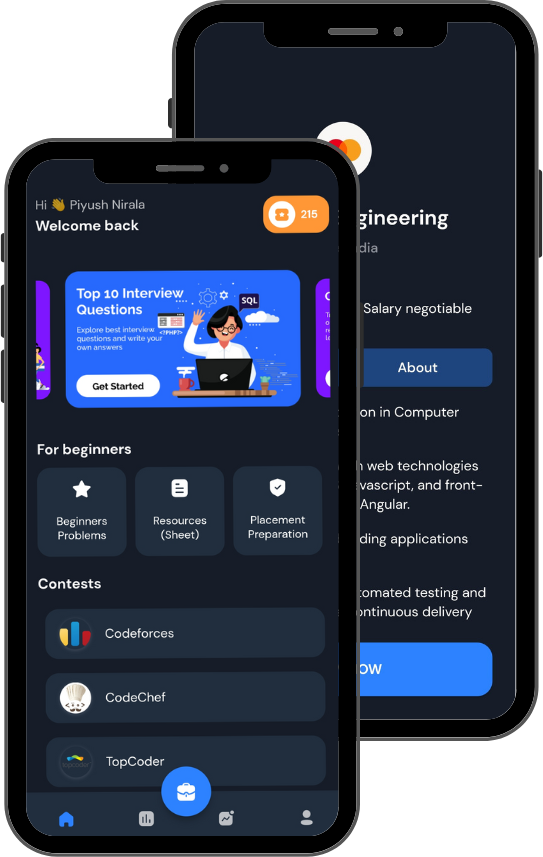 Hi 👋 Piyush Nirala
Welcome back
215
Top 10 Interview
Questions
Explore best interview
questions and write your
own answers
Get Started
SQL
<?PHP?>
For beginners
Beginners
Problems
Resources
(Sheet)
Placement
Preparation
Contests
Codeforces
CodeChef
TopCoder
gineering
dia
Salary negotiable
About
on in Computer
web technologies
vascript, and front-
Angular.
ding applications
tomated testing and
ontinuous delivery
OW